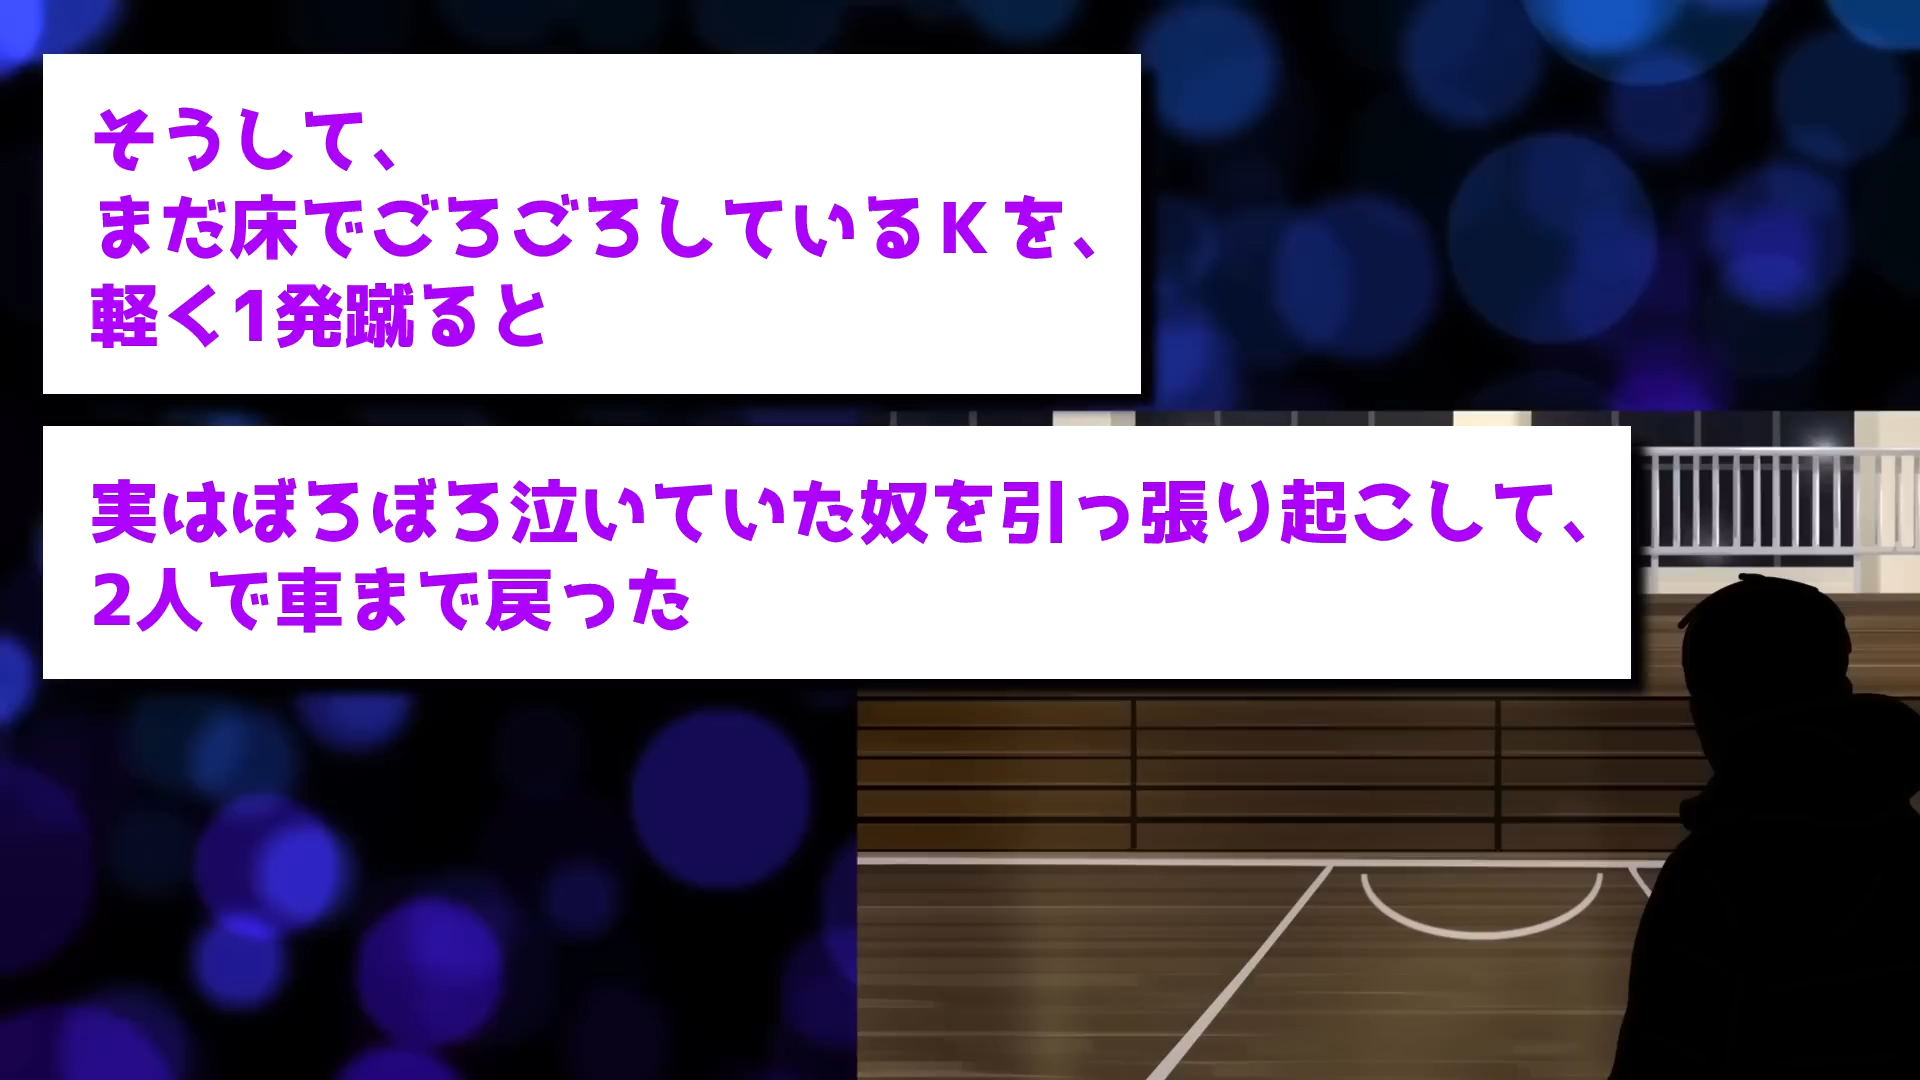 そうして、
まだ床でごろごろしているKを、
軽く1発蹴ると
実はぼろぼろ泣いていた奴を引っ張り起こして、
2人で車まで戻った